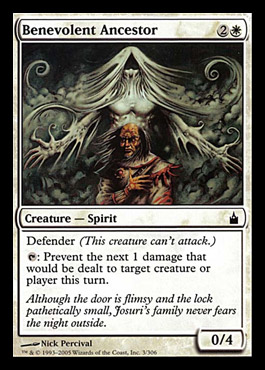 Benevolent Ancestor 2
Creature — Spirit
Defender (This creature can't attack.)
: Prevent the next 1 damage that
would be dealt to target creature or
player this turn.
Although the door is flimsy and the lock
pathetically small, Josuri's family never fears
the night outside.
Nick Percival
0/4
™ & © 1993-2005 Wizards of the Coast, Inc. 3/306